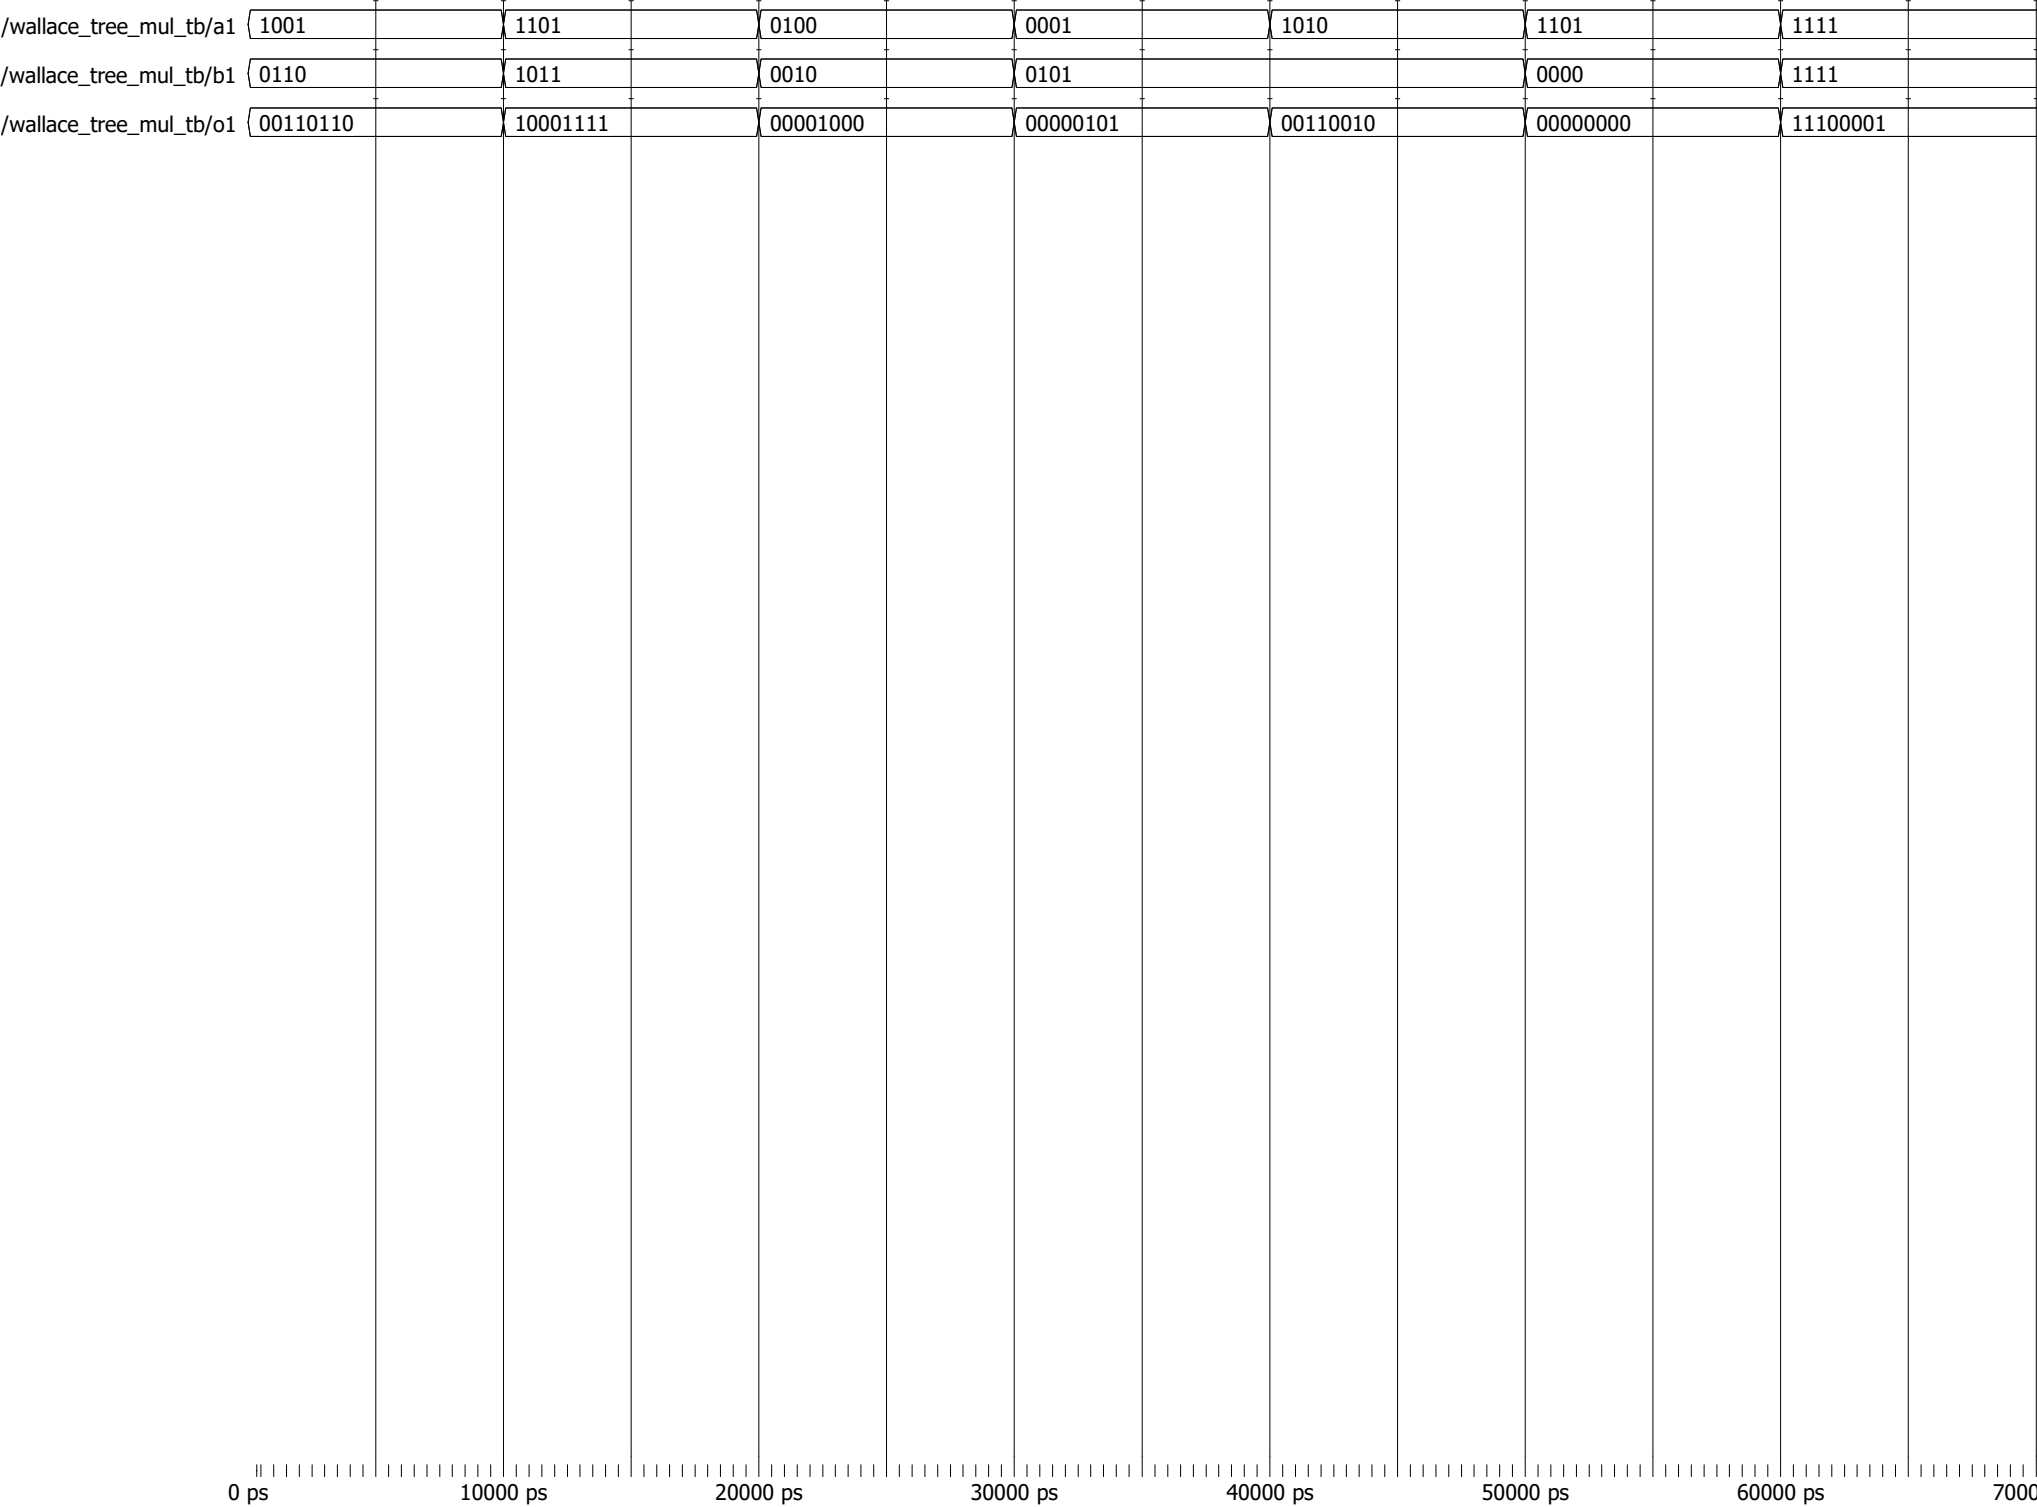 /wallace_tree_mul_tb/a1 1001 1101 0100 0001 1010 1101 1111
/wallace_tree_mul_tb/b1 0110 1011 0010 0101 0000 1111
/wallace_tree_mul_tb/o1 00110110 10001111 00001000 00000101 00110010 00000000 11100001
0 ps 10000 ps 20000 ps 30000 ps 40000 ps 50000 ps 60000 ps